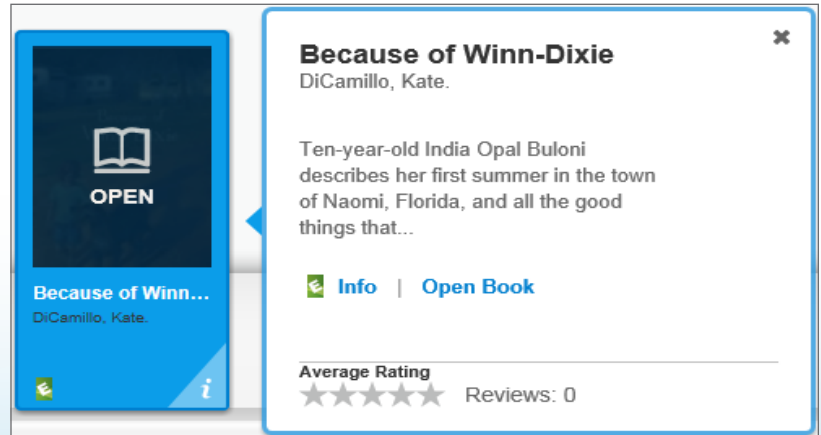 OPEN
Because of Winn...
DiCamillo, Kate.
i
Because of Winn-Dixie
DiCamillo, Kate.
Ten-year-old India Opal Buloni
describes her first summer in the town
of Naomi, Florida, and all the good
things that...
Info | Open Book
Average Rating
Reviews: 0